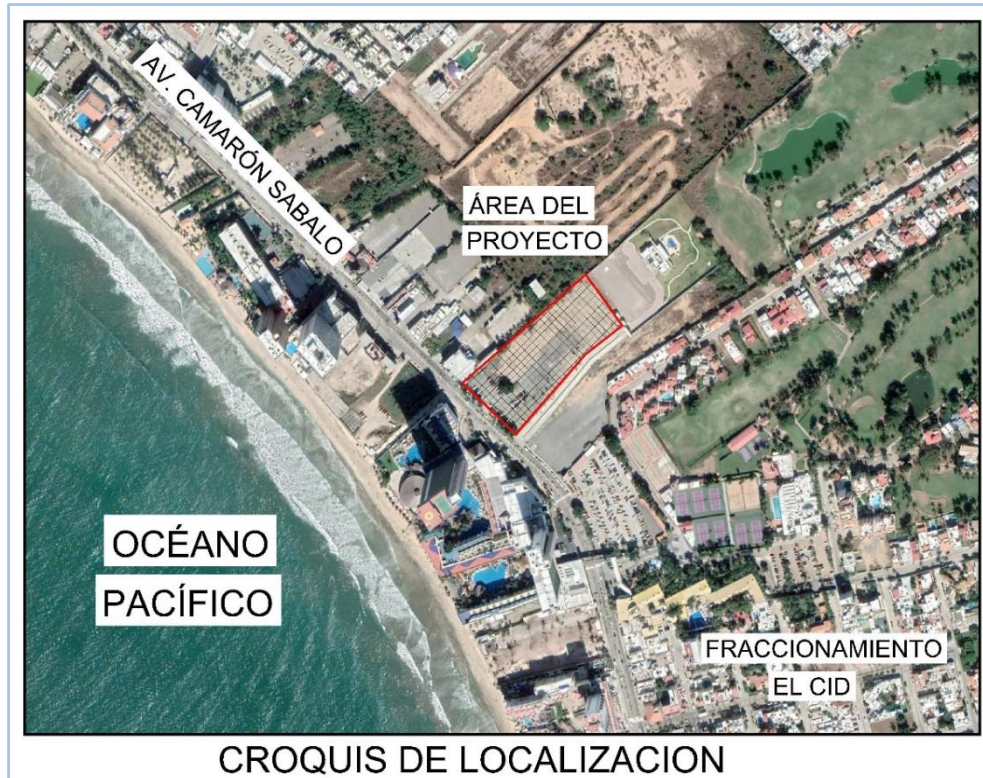 AV. CAMARÓN SABALO
ÁREA DEL
PROYECTO
OCÉANO
PACÍFICO
FRACCIONAMIENTO
EL CID
CROQUIS DE LOCALIZACION